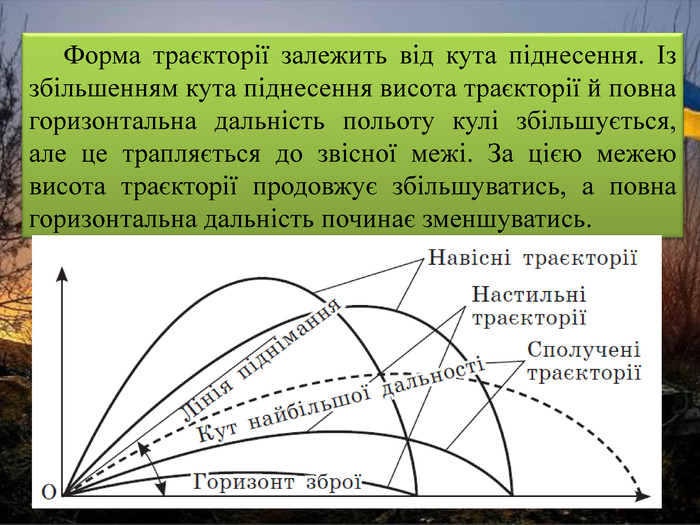 Форма траєкторії залежить від кута піднесення. Із
збільшенням кута піднесення висота траєкторії й повна
горизонтальна дальність польоту кулі збільшується,
але це трапляється до звісної межі. За цією межею
висота траєкторії продовжує збільшуватись, а повна
горизонтальна дальність починає зменшуватись.
Навісні траєкторії
Настильні
траєкторії
Сполучені
траєкторії
Лінія піднімання
Кут найбільшої дальності
Горизонт зброї
О